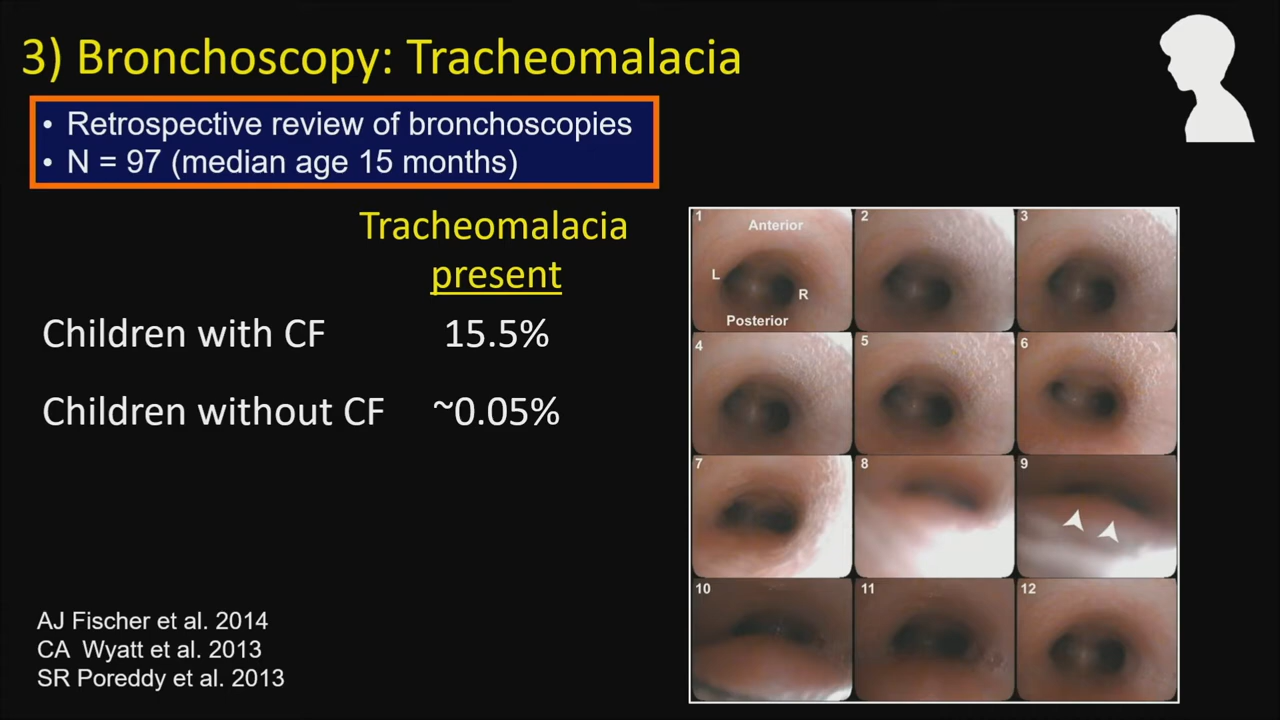 3) Bronchoscopy: Tracheomalacia
• Retrospective review of bronchoscopies
• N = 97 (median age 15 months)
Tracheomalacia
present
Children with CF 15.5%
Children without CF ~0.05%
AJ Fischer et al. 2014
CA Wyatt et al. 2013
SR Poreddy et al. 2013
1 2 3
Anterior
L
R
Posterior
4 5 6
7 8 9
10 11 12